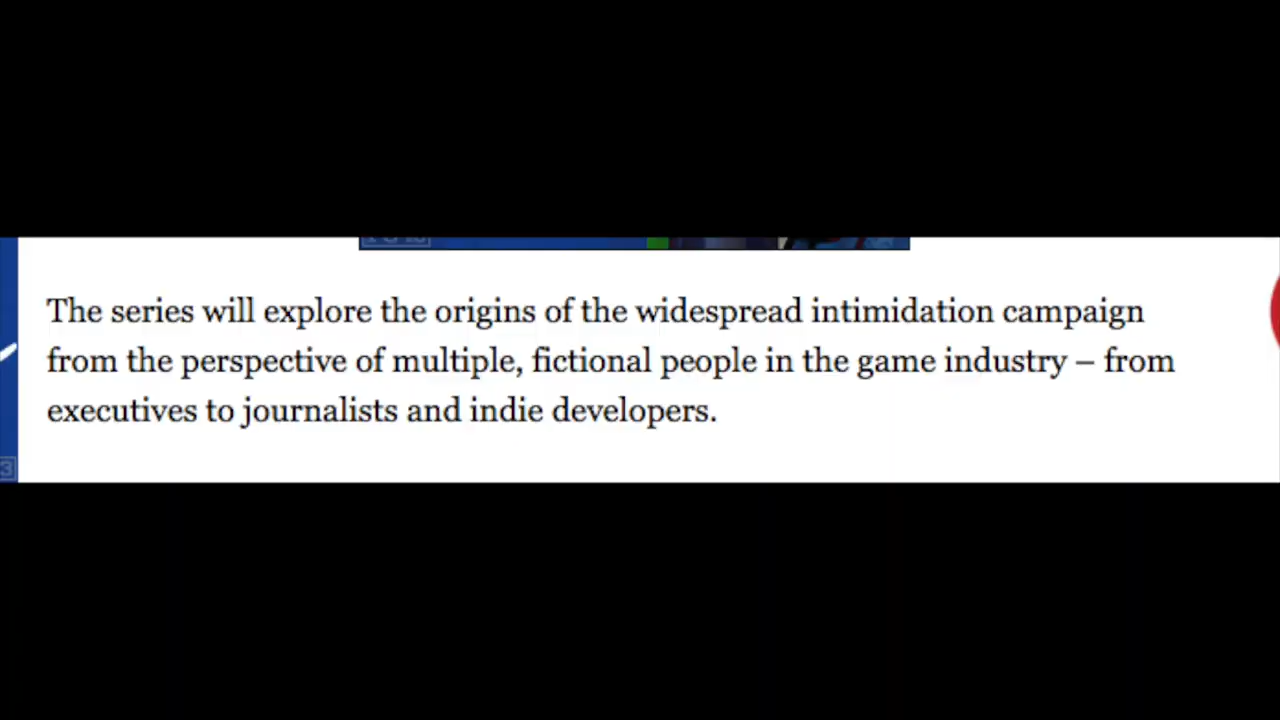 The series will explore the origins of the widespread intimidation campaign
from the perspective of multiple, fictional people in the game industry – from
executives to journalists and indie developers.
3